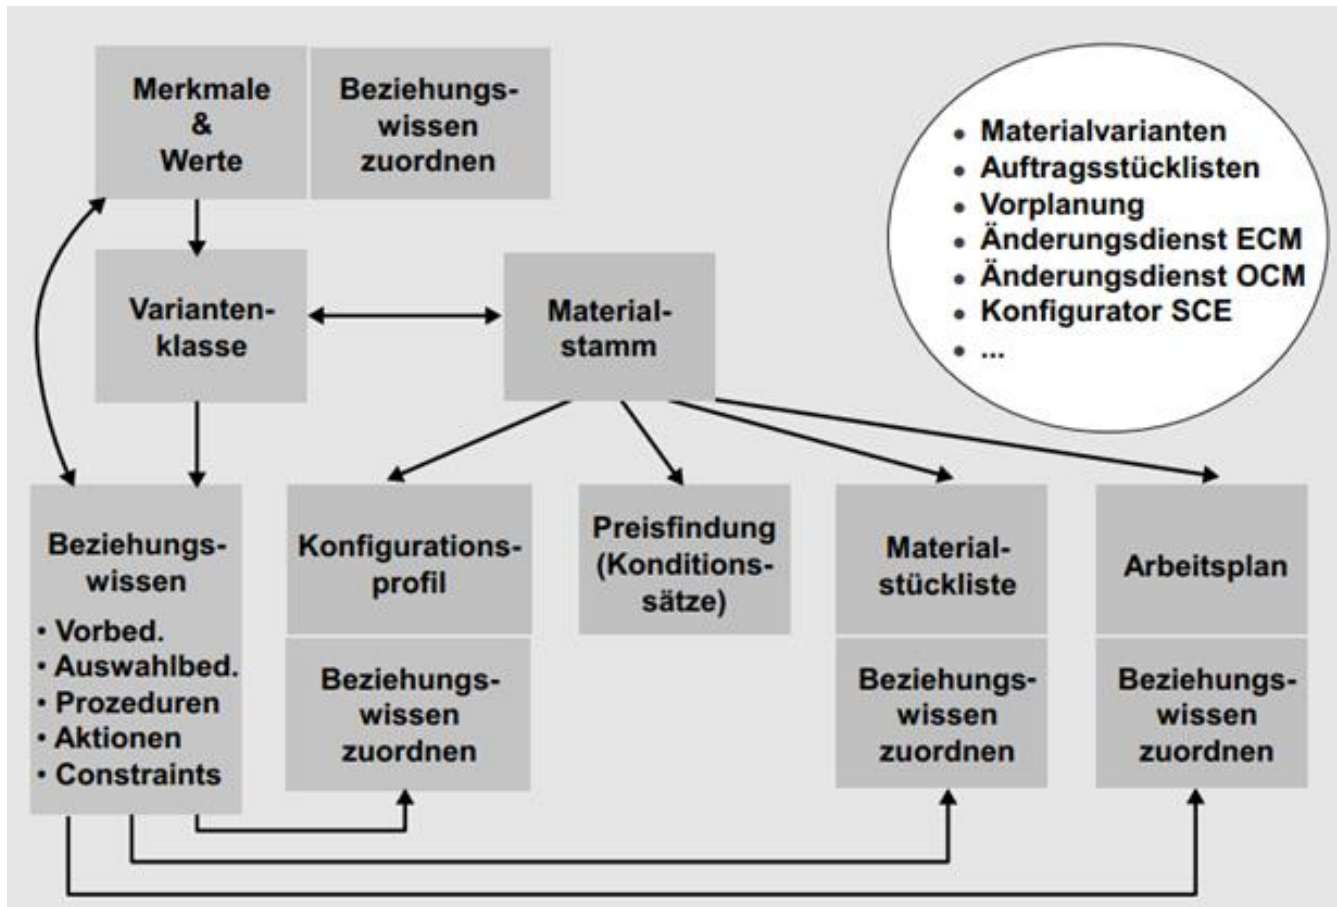 Merkmale
&
Werte
Beziehungs-
wissen
zuordnen
• Materialvarianten
• Auftragsstücklisten
• Vorplanung
• Änderungsdienst ECM
• Änderungsdienst OCM
• Konfigurator SCE
• ...
Varianten-
klasse
Material-
stamm
Beziehungs-
wissen
• Vorbed.
• Auswahlbed.
• Prozeduren
• Aktionen
• Constraints
Konfigurations-
profil
Beziehungs-
wissen
zuordnen
Preisfindung
(Konditions-
sätze)
Material-
stückliste
Beziehungs-
wissen
zuordnen
Arbeitsplan
Beziehungs-
wissen
zuordnen